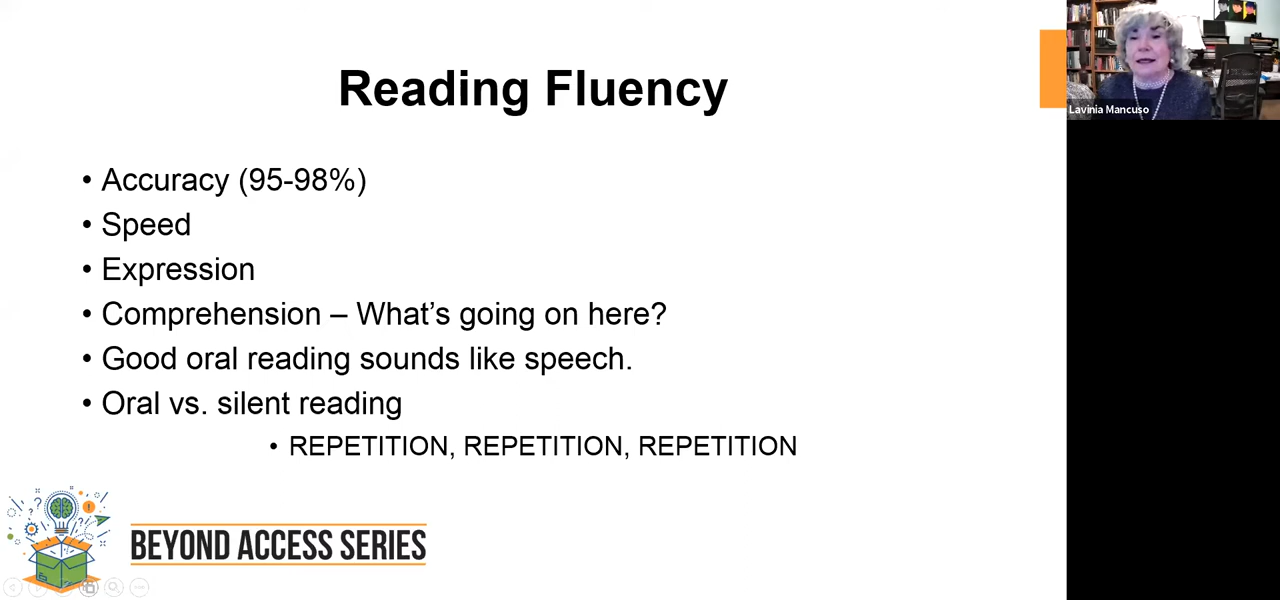 Reading Fluency
• Accuracy (95-98%)
• Speed
• Expression
• Comprehension – What's going on here?
• Good oral reading sounds like speech.
• Oral vs. silent reading
• REPETITION, REPETITION, REPETITION
BEYOND ACCESS SERIES
Lavinia Mancuso